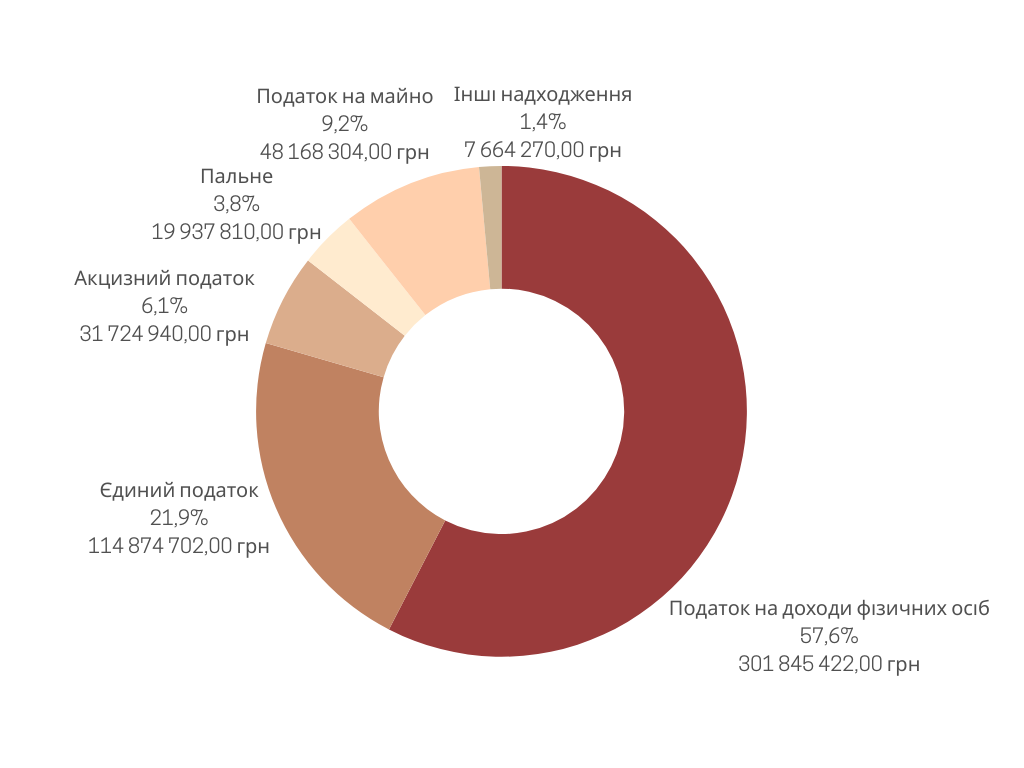 Податок на майно
9,2%
48 168 304,00 грн
Інші надходження
1,4%
7 664 270,00 грн
Пальне
3,8%
19 937 810,00 грн
Акцизний податок
6,1%
31 724 940,00 грн
Єдиний податок
21,9%
114 874 702,00 грн
Податок на доходи фізичних осіб
57,6%
301 845 422,00 грн